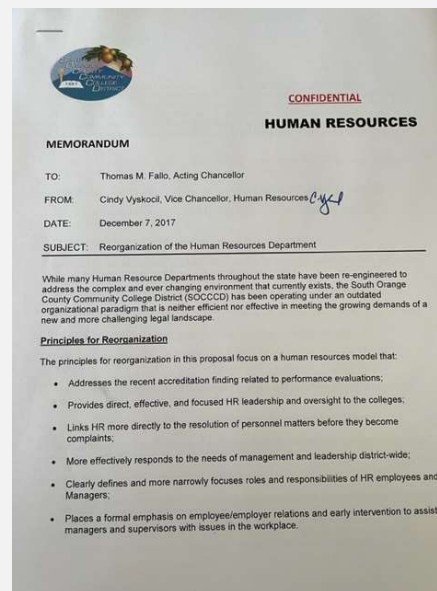 COMMUNITY
COLLEGE
DISTRICT
CONFIDENTIAL
HUMAN RESOURCES
MEMORANDUM
TO: Thomas M. Fallo, Acting Chancellor
FROM: Cindy Vyskocil, Vice Chancellor, Human Resources
DATE: December 7, 2017
SUBJECT: Reorganization of the Human Resources Department
While many Human Resource Departments throughout the state have been re-engineered to
address the complex and ever changing environment that currently exists, the South Orange
County Community College District (SOCCCD) has been operating under an outdated
organizational paradigm that is neither efficient nor effective in meeting the growing demands of a
new and more challenging legal landscape.
Principles for Reorganization
The principles for reorganization in this proposal focus on a human resources model that:
• Addresses the recent accreditation finding related to performance evaluations;
• Provides direct, effective, and focused HR leadership and oversight to the colleges;
• Links HR more directly to the resolution of personnel matters before they become
complaints;
• More effectively responds to the needs of management and leadership district-wide;
• Clearly defines and more narrowly focuses roles and responsibilities of HR employees and
Managers;
• Places a formal emphasis on employee/employer relations and early intervention to assist
managers and supervisors with issues in the workplace.